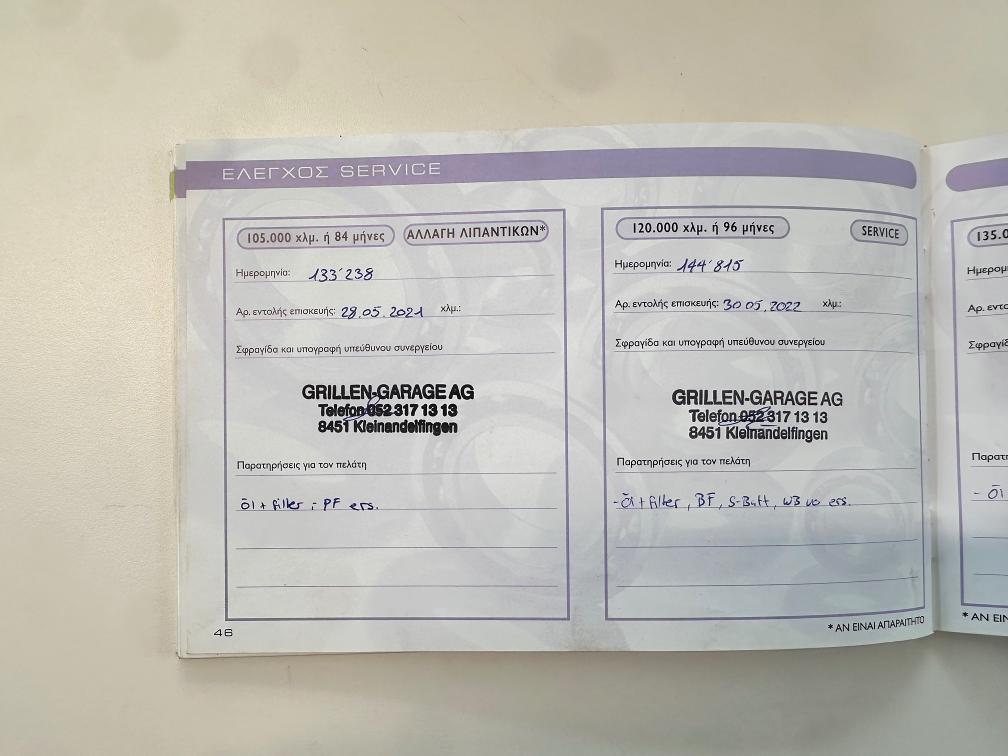 ΕΛΕΓΧΟΣ SERVICE
105.000 χλμ. ή 84 μήνες
ΑΛΛΑΓΗ ΛΙΠΑΝΤΙΚΩΝ*
Ημερομηνία: 133'238
Αρ. εντολής επισκευής: 28.05.2021 χλμ.:
Σφραγίδα και υπογραφή υπεύθυνου συνεργείου
GRILLEN-GARAGE AG
Telefon 052 317 13 13
8451 Kleinandelfingen
Παρατηρήσεις για τον πελάτη
Öl + Filter, PF ers.
46
120.000 χλμ. ή 96 μήνες
SERVICE
Ημερομηνία: 144'815
Αρ. εντολής επισκευής: 30.05.2022 χλμ.:
Σφραγίδα και υπογραφή υπεύθυνου συνεργείου
GRILLEN-GARAGE AG
Telefon 052 317 13 13
8451 Kleinandelfingen
Παρατηρήσεις για τον πελάτη
- Öl + Filter, BF, WB vo ers.
* ΑΝ ΕΙΝΑΙ ΑΠΑΡΑΙΤΗΤΟ
135.0
Ημερομ
Αρ. εντο
Σφραγίδ
Παρατη
- Öl
* ΑΝ ΕΙΝ